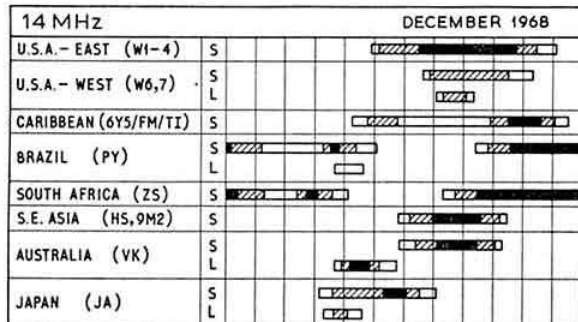 14 MHz DECEMBER 1968
U.S.A.- EAST (W1-4) S
U.S.A.- WEST (W6,7) S
L
CARIBBEAN (6Y5/FM/TI) S
BRAZIL (PY) S
L
SOUTH AFRICA (ZS) S
S.E. ASIA (HS,9M2) S
AUSTRALIA (VK) S
L
JAPAN (JA) S
L